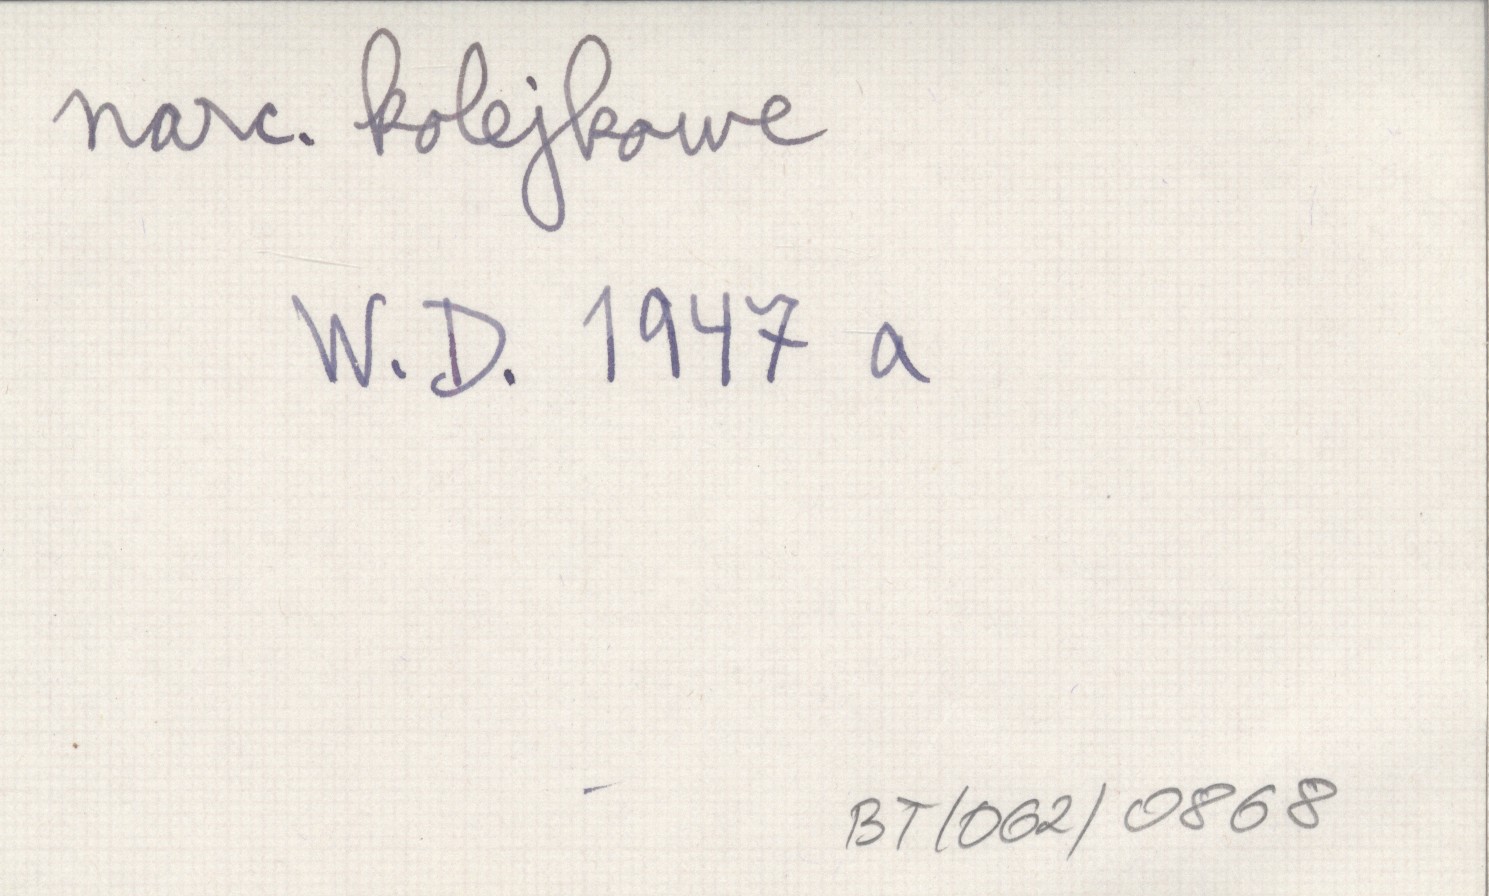 narc. kolejkowe
W.D. 1947 a
BT/062/0868